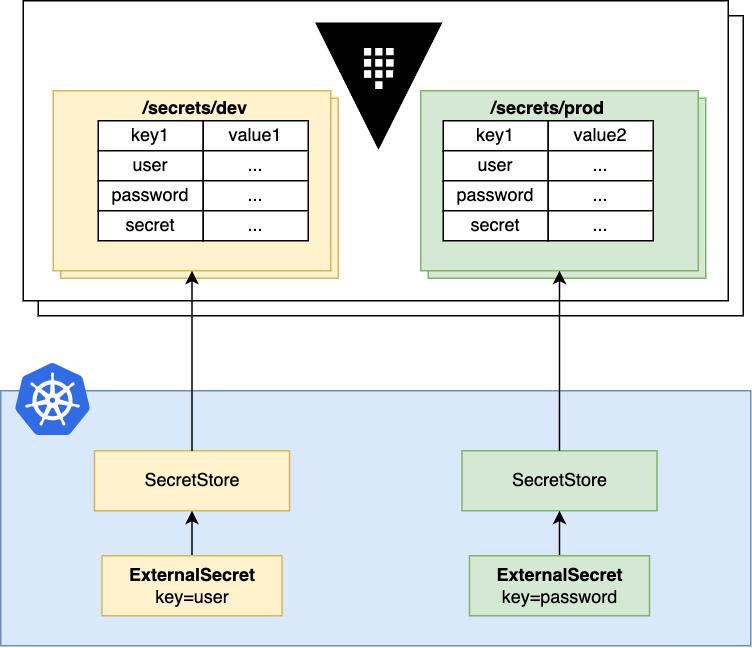 /secrets/dev
key1 value1
user ...
password ...
secret ...
/secrets/prod
key1 value2
user ...
password ...
secret ...
SecretStore
SecretStore
ExternalSecret
key=user
ExternalSecret
key=password